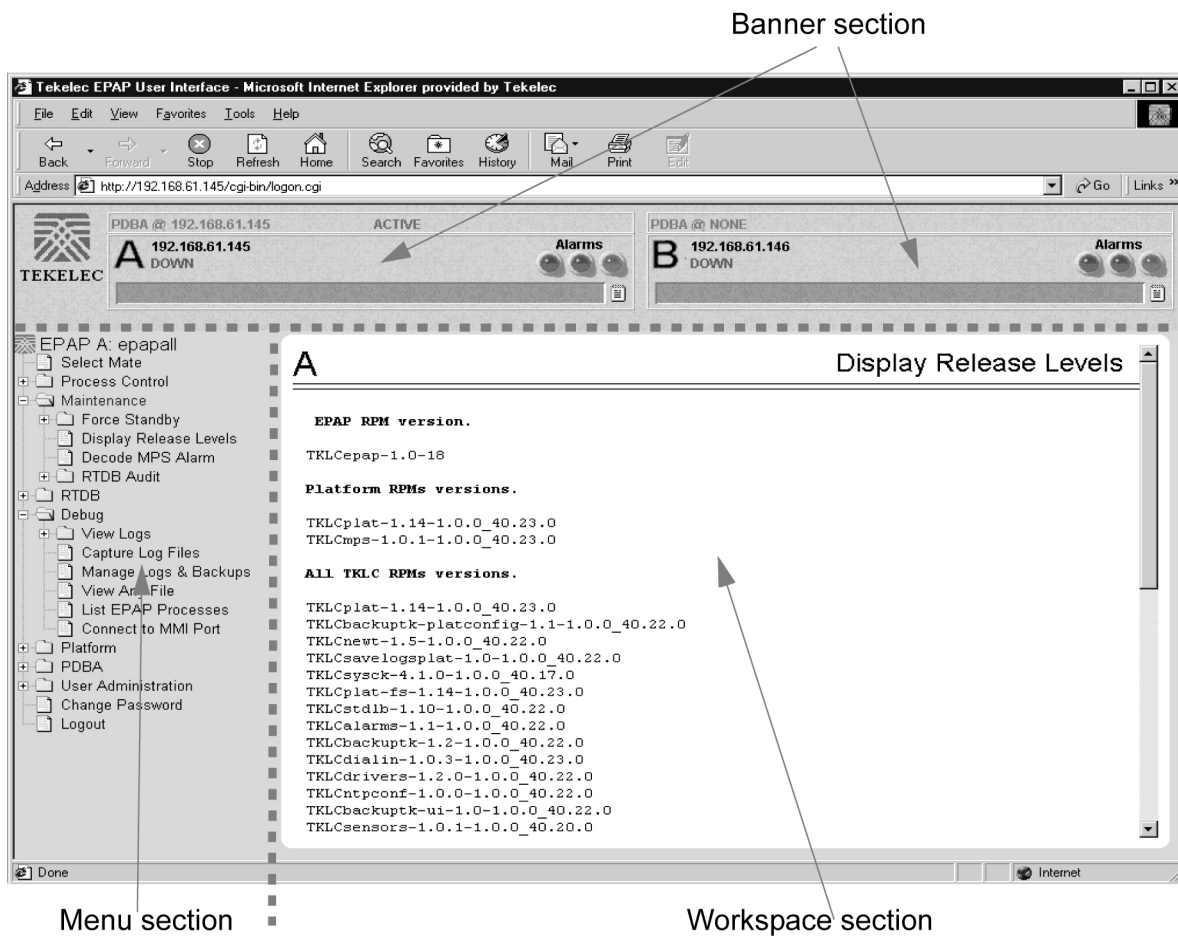 Banner section
Tekelec EPAP User Interface - Microsoft Internet Explorer provided by Tekelec
File Edit View Favorites Tools Help
Back Forward Stop Refresh Home Search Favorites History Mail Print Edit
Address http://192.168.61.145/cgi-bin/logon.cgi Go Links »
TEKELEC
PDBA @ 192.168.61.145 ACTIVE
A 192.168.61.145 Alarms
DOWN
PDBA @ NONE
B 192.168.61.146 Alarms
DOWN
EPAP A: epapall
Select Mate
Process Control
Maintenance
Force Standby
Display Release Levels
Decode MPS Alarm
RTDB Audit
RTDB
Debug
View Logs
Capture Log Files
Manage Logs & Backups
View Any File
List EPAP Processes
Connect to MMI Port
Platform
PDBA
User Administration
Change Password
Logout
A Display Release Levels
EPAP RPM version.
TKLCepap-1.0-18
Platform RPMs versions.
TKLCplat-1.14-1.0.0_40.23.0
TKLCmps-1.0.1-1.0.0_40.23.0
All TKLC RPMs versions.
TKLCplat-1.14-1.0.0_40.23.0
TKLCbackuptk-platconfig-1.1-1.0.0_40.22.0
TKLCnewt-1.5-1.0.0_40.22.0
TKLCsavelogsplat-1.0-1.0.0_40.22.0
TKLCsysck-4.1.0-1.0.0_40.17.0
TKLCplat-fs-1.14-1.0.0_40.23.0
TKLCstdlb-1.10-1.0.0_40.22.0
TKLCalarms-1.1-1.0.0_40.22.0
TKLCbackuptk-1.2-1.0.0_40.22.0
TKLCdialin-1.0.3-1.0.0_40.23.0
TKLCdrivers-1.2.0-1.0.0_40.22.0
TKLCntpconf-1.0.0-1.0.0_40.22.0
TKLCbackuptk-ui-1.0-1.0.0_40.22.0
TKLCsensors-1.0.1-1.0.0_40.20.0
Done Internet
Menu section
Workspace section